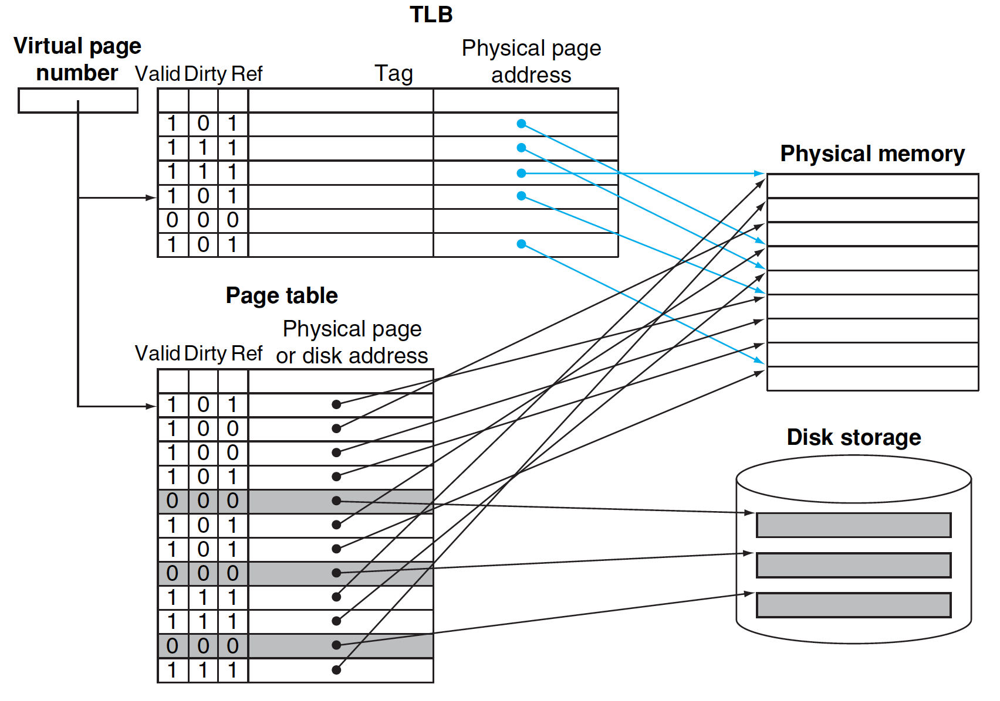 TLB
Virtual page
number
Valid Dirty Ref
Tag
Physical page
address
1 0 1
1 1 1
1 1 1
1 0 1
0 0 0
1 0 1
Physical memory
Page table
Physical page
or disk address
Valid Dirty Ref
1 0 1
1 0 0
1 0 0
1 0 1
0 0 0
1 0 1
1 0 1
0 0 0
1 1 1
1 1 1
0 0 0
1 1 1
Disk storage